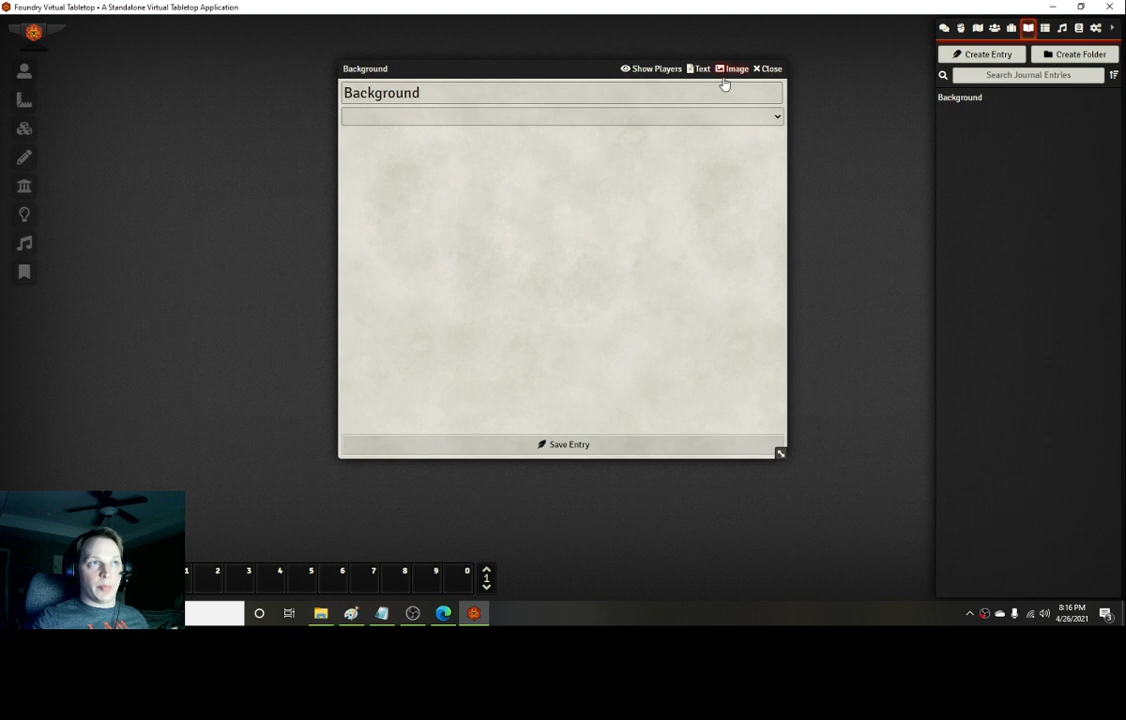 Foundry Virtual Tabletop • A Standalone Virtual Tabletop Application
Background
Show Players
Text
Image
Close
Background
Save Entry
Create Entry
Create Folder
Search Journal Entries
Background
1 2 3 4 5 6 7 8 9 0
1
8:16 PM
4/26/2021
3